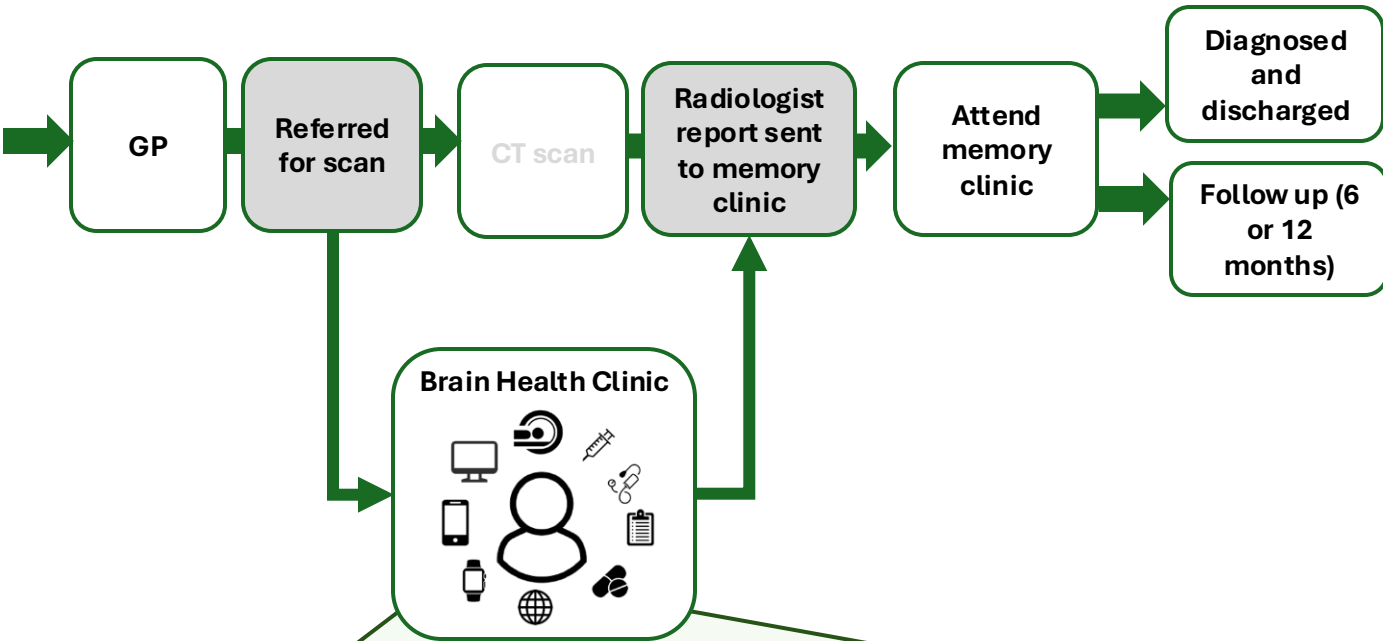 GP
Referred
for scan
CT scan
Radiologist
report sent
to memory
clinic
Attend
memory
clinic
Diagnosed
and
discharged
Follow up (6
or 12
months)
Brain Health Clinic